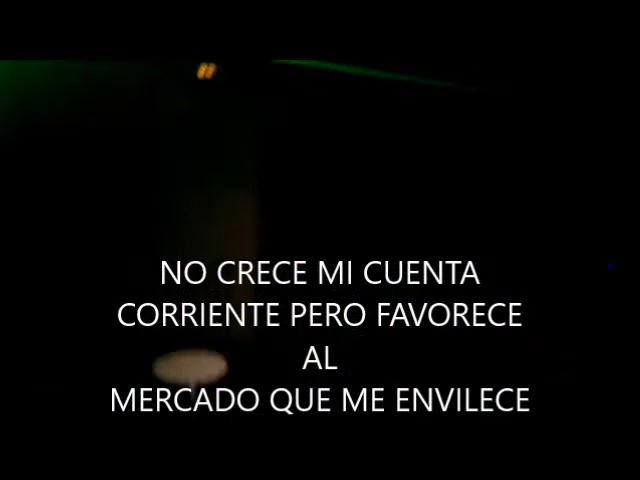 NO CRECE MI CUENTA
CORRIENTE PERO FAVORECE
AL
MERCADO QUE ME ENVILECE